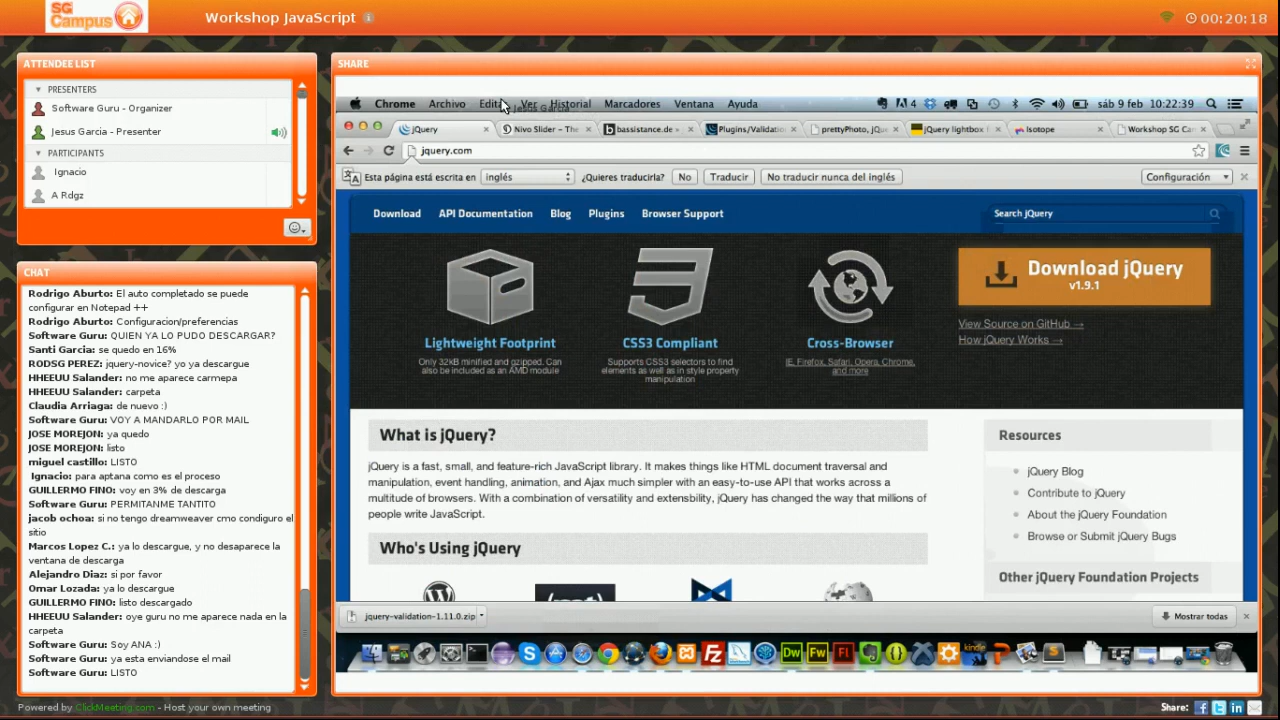 SG
Campus
Workshop JavaScript
00:20:18
ATTENDEE LIST
PRESENTERS
Software Guru - Organizer
Jesus Garcia - Presenter
PARTICIPANTS
Ignacio
A Rdgz
CHAT
Rodrigo Aburto: El auto completado se puede
configurar en Notepad ++
Rodrigo Aburto: Configuracion/preferencias
Software Guru: QUIEN YA LO PUDO DESCARGAR?
Santi Garcia: se quedo en 16%
RODSG PEREZ: jquery-novice? yo ya descargue
HHEEUU Salander: no me aparece carmepa
HHEEUU Salander: carpeta
Claudia Arriaga: de nuevo :)
Software Guru: VOY A MANDARLO POR MAIL
JOSE MOREJON: ya quedo
JOSE MOREJON: listo
miguel castillo: LISTO
Ignacio: para aptana como es el proceso
GUILLERMO FINO: voy en 3% de descarga
Software Guru: PERMITANME TANTITO
jacob ochoa: si no tengo dreamweaver cmo condiguro el
sitio
Marcos Lopez C.: ya lo descargue, y no desaparece la
ventana de descarga
Alejandro Diaz: si por favor
Omar Lozada: ya lo descargue
GUILLERMO FINO: listo descargado
HHEEUU Salander: oye guru no me aparece nada en la
carpeta
Software Guru: Soy ANA :)
Software Guru: ya esta enviandose el mail
Software Guru: LISTO
Powered by ClickMeeting.com - Host your own meeting
SHARE
Chrome Archivo Ver Historial Marcadores Ventana Ayuda 4 sáb 9 feb 10:22:39
Jesus Garcia
jQuery Nivo Slider - The bassistance.de » Plugins/Validatio prettyPhoto, jQu jQuery lightbox f Isotope Workshop SG Ca
jquery.com
Esta página está escrita en inglés ¿Quieres traducirla? No Traducir No traducir nunca del inglés Configuración
Download API Documentation Blog Plugins Browser Support Search jQuery
Lightweight Footprint
Only 32kB minified and gzipped. Can
also be included as an AMD module
CSS3 Compliant
Supports CSS3 selectors to find
elements as well as in style property
manipulation
Cross-Browser
IE, Firefox, Safari, Opera, Chrome,
and more
Download jQuery
v1.9.1
View Source on GitHub →
How jQuery Works →
What is jQuery?
jQuery is a fast, small, and feature-rich JavaScript library. It makes things like HTML document traversal and
manipulation, event handling, animation, and Ajax much simpler with an easy-to-use API that works across a
multitude of browsers. With a combination of versatility and extensibility, jQuery has changed the way that millions of
people write JavaScript.
Who's Using jQuery
Resources
jQuery Blog
Contribute to jQuery
About the jQuery Foundation
Browse or Submit jQuery Bugs
Other jQuery Foundation Projects
jquery-validation-1.11.0.zip
Mostrar todas
Dw Fw Fl kindle
Share: